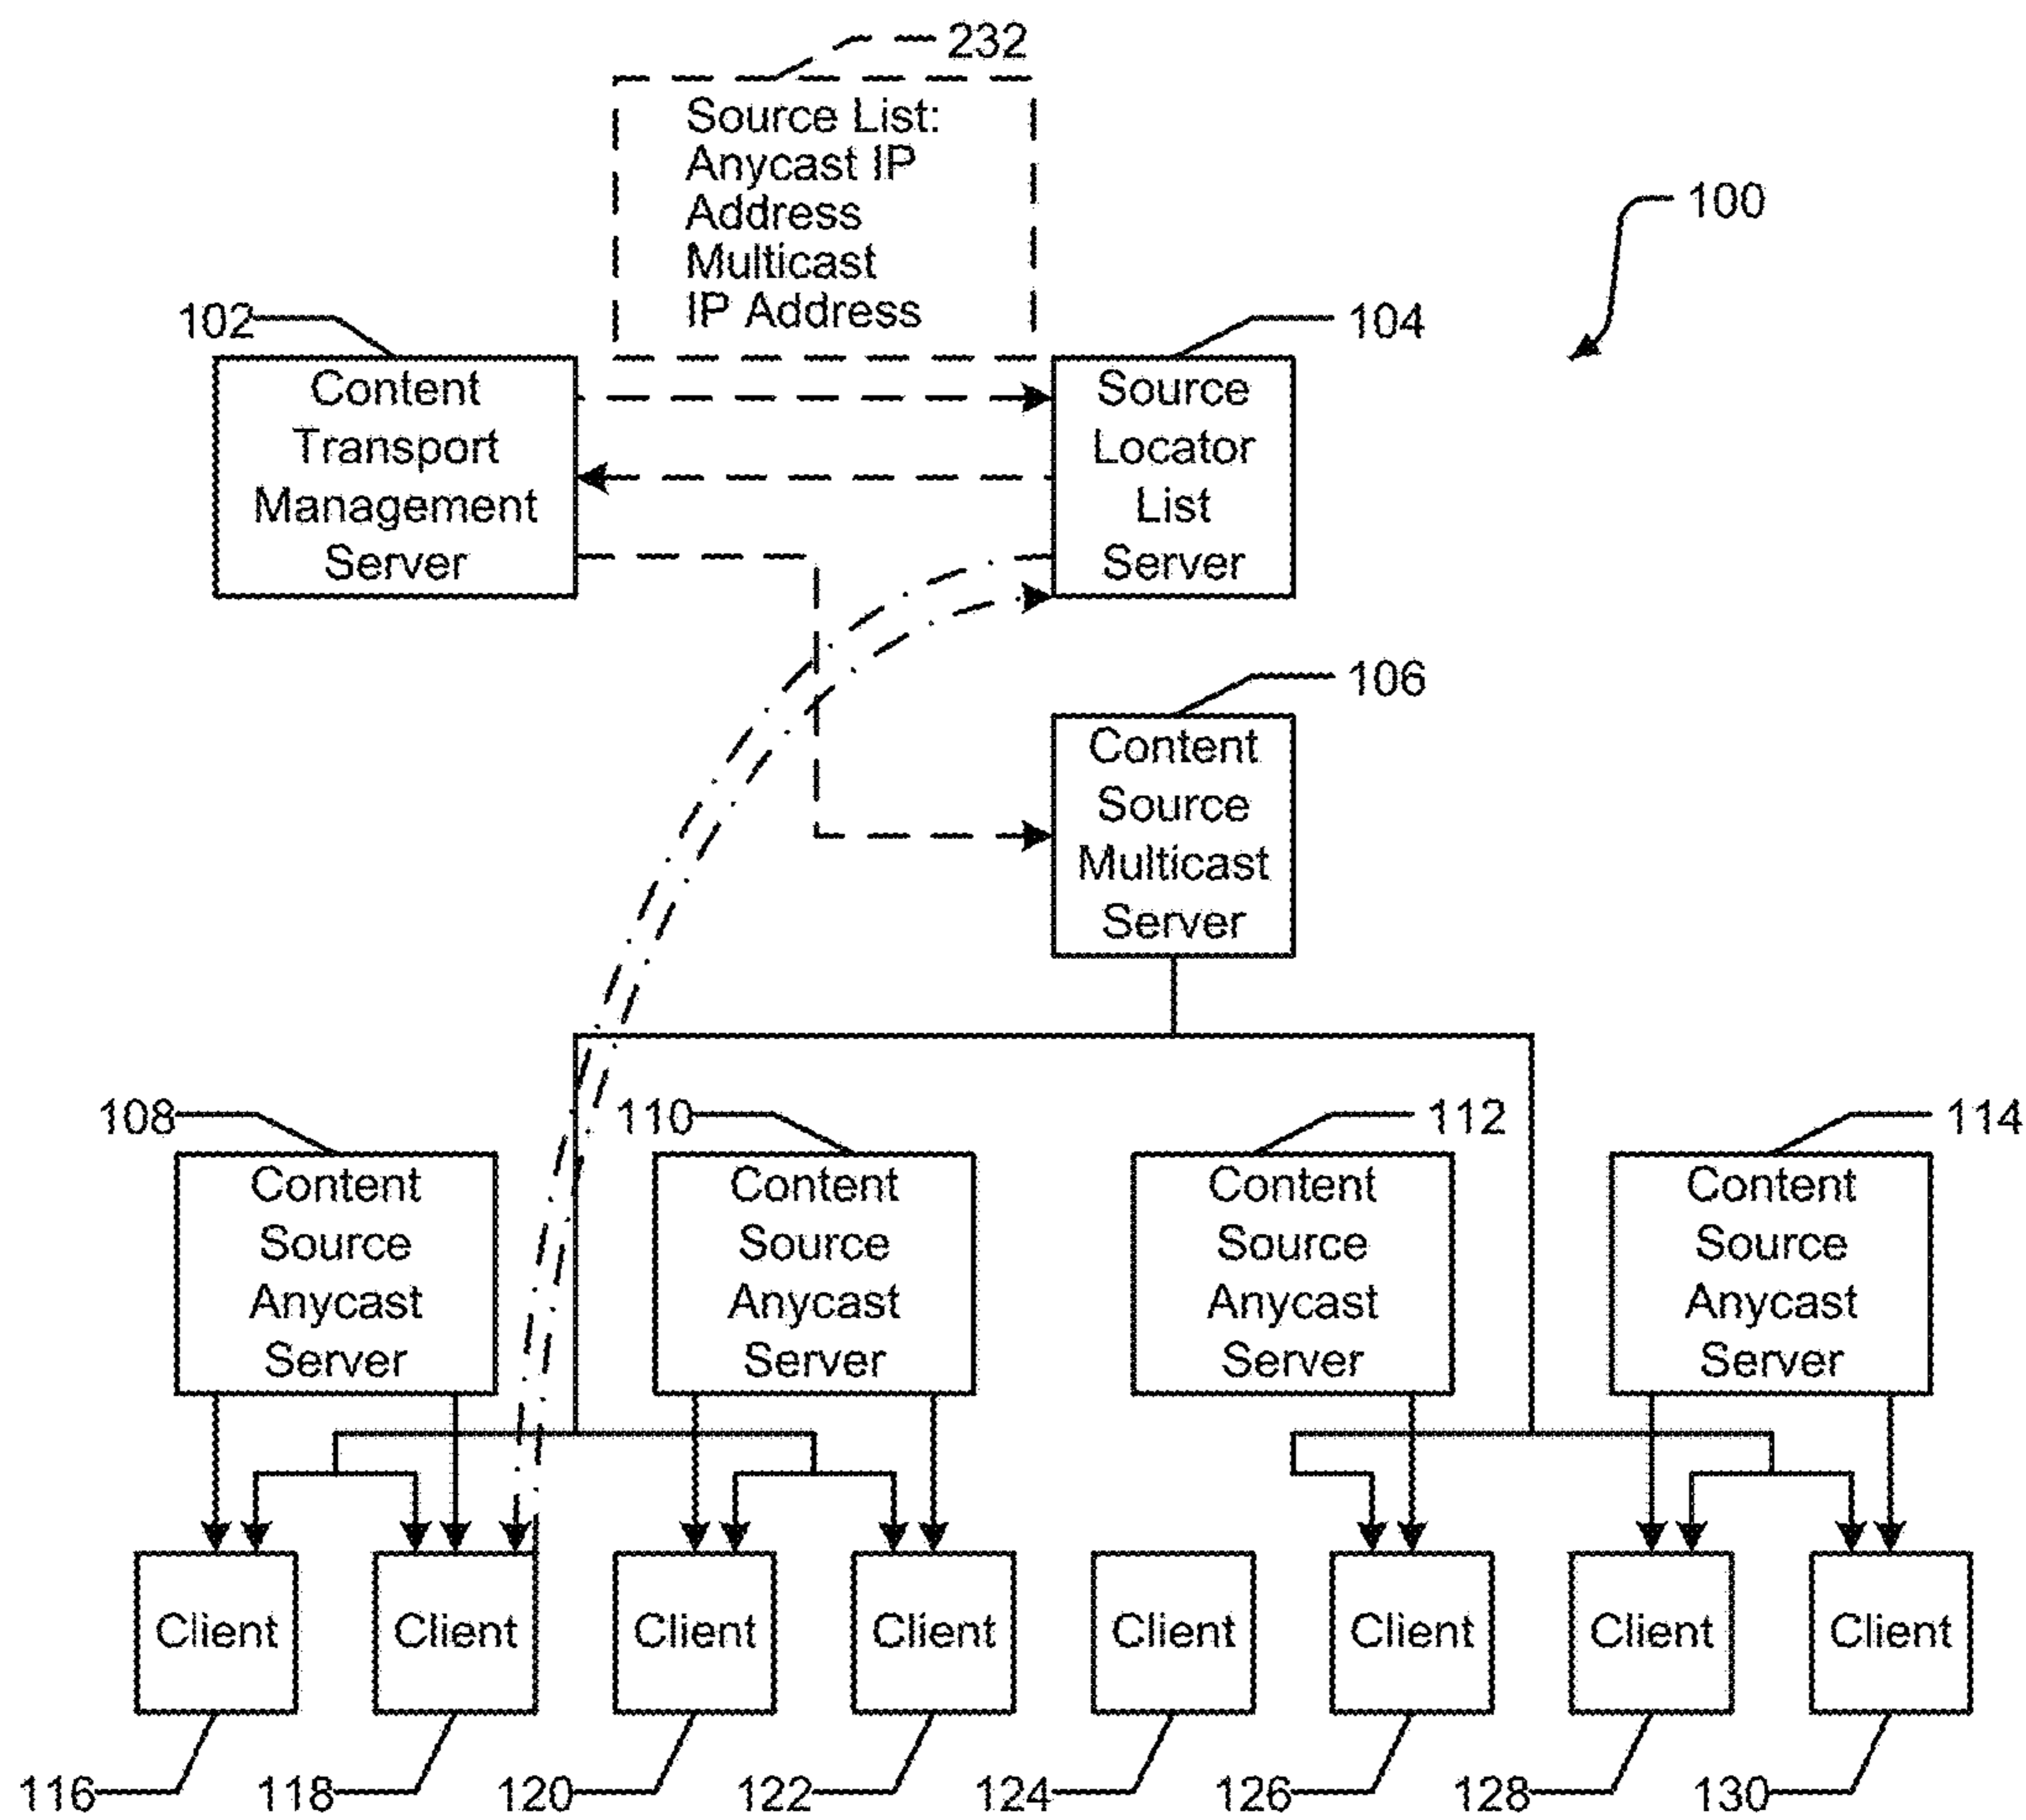 232
Source List:
Anycast IP
Address
Multicast
IP Address
100
102
104
Content
Transport
Management
Server
Source
Locator
List
Server
106
Content
Source
Multicast
Server
108
110
112
114
Content
Source
Anycast
Server
Content
Source
Anycast
Server
Content
Source
Anycast
Server
Content
Source
Anycast
Server
Client
Client
Client
Client
Client
Client
Client
Client
116
118
120
122
124
126
128
130